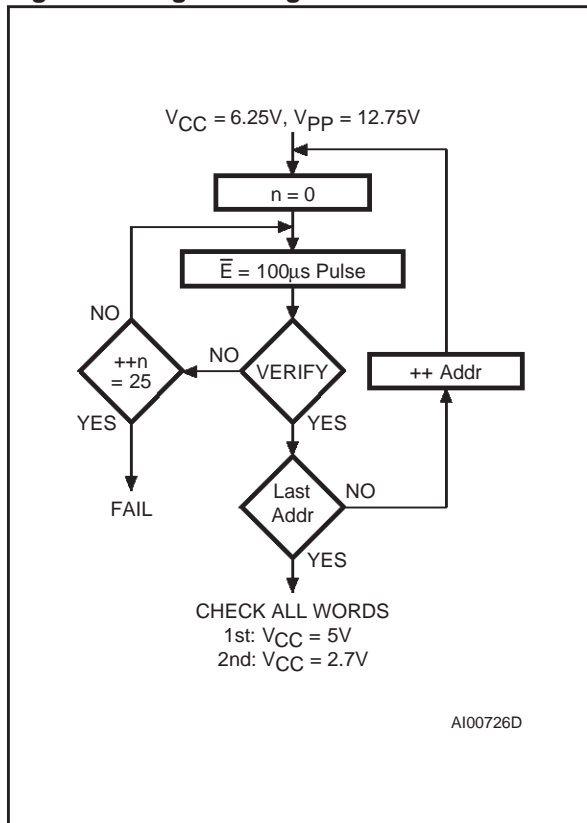 VCC = 6.25V, VPP = 12.75V
n = 0
E̅ = 100µs Pulse
NO
++n
= 25
NO
VERIFY
++ Addr
YES
YES
FAIL
Last
Addr
NO
YES
CHECK ALL WORDS
1st: VCC = 5V
2nd: VCC = 2.7V
AI00726D